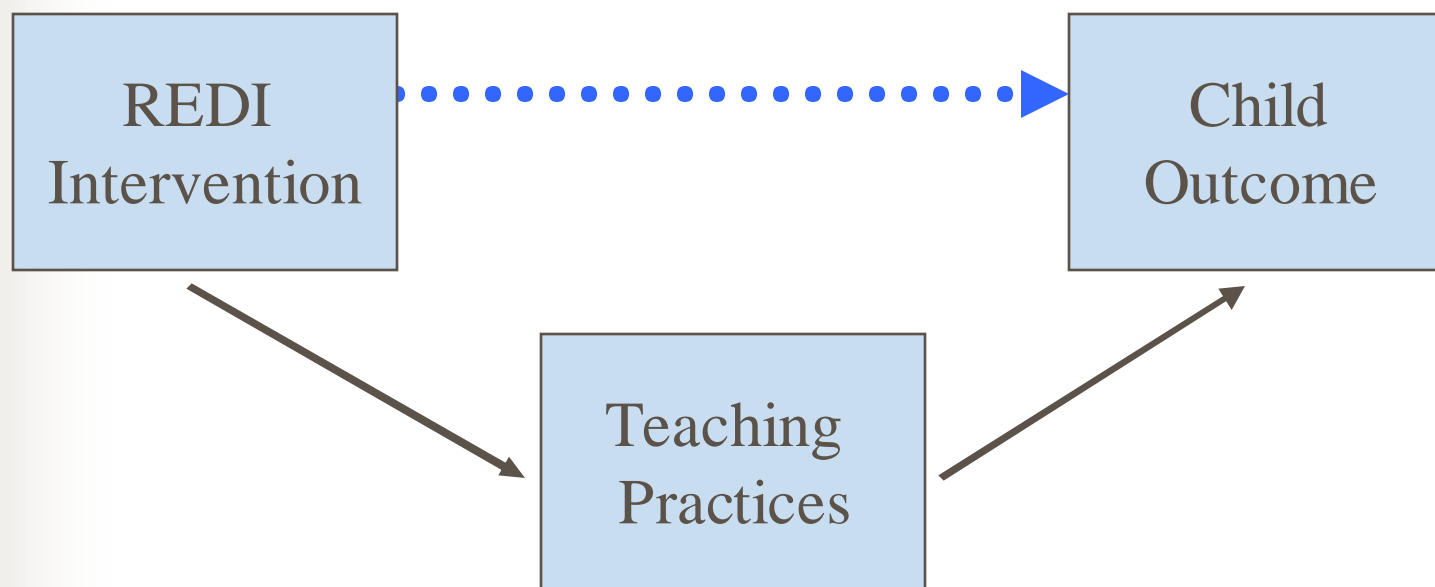 REDI
Intervention
Child
Outcome
Teaching
Practices